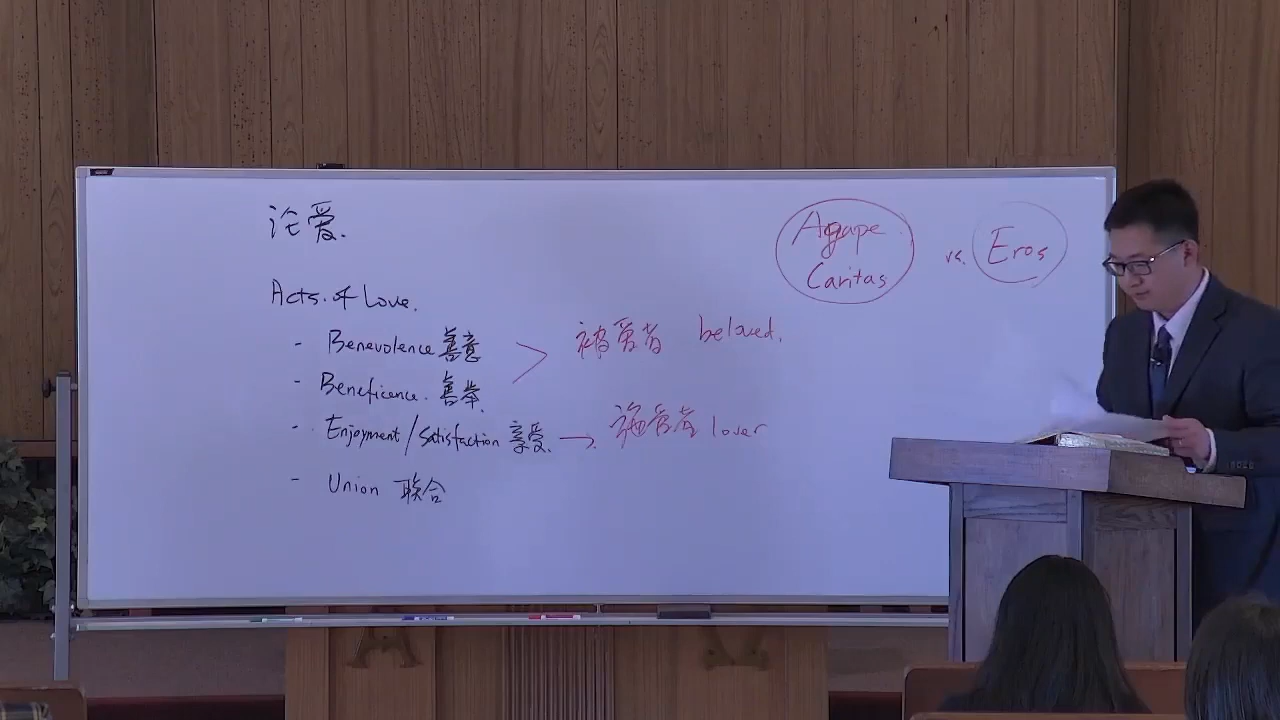 论爱.
Agape
Caritas
vs. Eros
Acts of Love.
- Benevolence 善意
被爱者 beloved.
- Beneficence. 善举.
- Enjoyment/Satisfaction 享受. → 施爱者 lover
- Union 联合